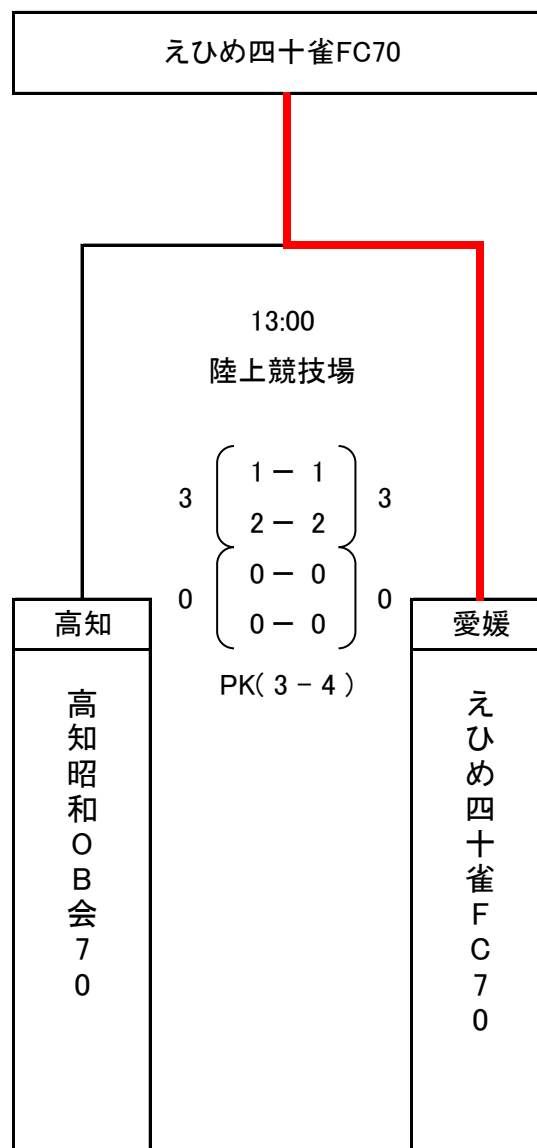 えひめ四十雀FC70
13:00
陸上競技場
1 － 1
3 3
2 － 2
0 － 0
0 0
0 － 0
PK( 3 － 4 )
高知
愛媛
高知昭和OB会70
えひめ四十雀FC70